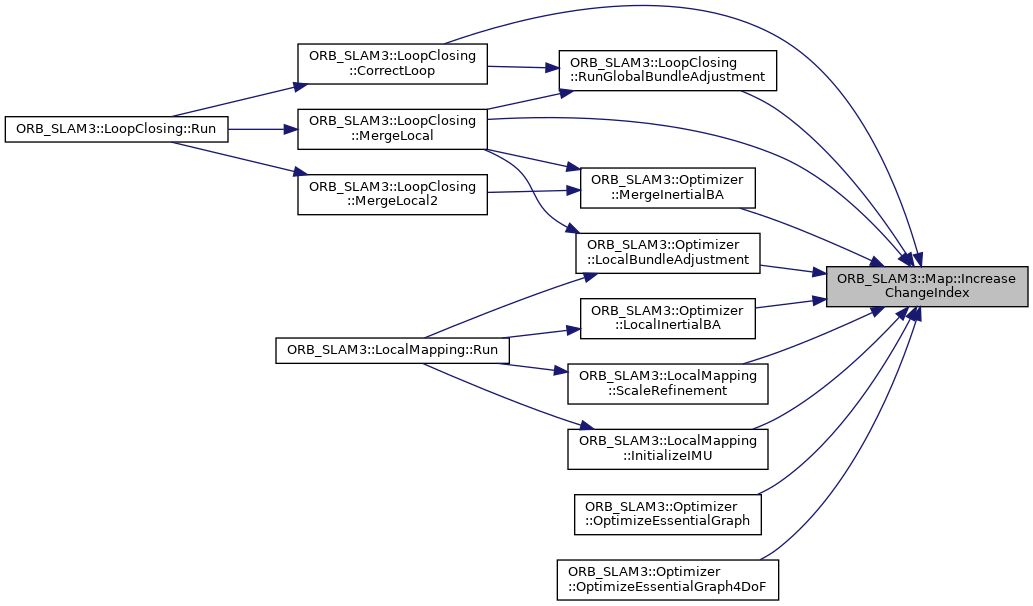 ORB_SLAM3::LoopClosing::Run
ORB_SLAM3::LoopClosing
::CorrectLoop
ORB_SLAM3::LoopClosing
::MergeLocal
ORB_SLAM3::LoopClosing
::MergeLocal2
ORB_SLAM3::LocalMapping::Run
ORB_SLAM3::LoopClosing
::RunGlobalBundleAdjustment
ORB_SLAM3::Optimizer
::MergeInertialBA
ORB_SLAM3::Optimizer
::LocalBundleAdjustment
ORB_SLAM3::Optimizer
::LocalInertialBA
ORB_SLAM3::LocalMapping
::ScaleRefinement
ORB_SLAM3::LocalMapping
::InitializeIMU
ORB_SLAM3::Optimizer
::OptimizeEssentialGraph
ORB_SLAM3::Optimizer
::OptimizeEssentialGraph4DoF
ORB_SLAM3::Map::Increase
ChangeIndex